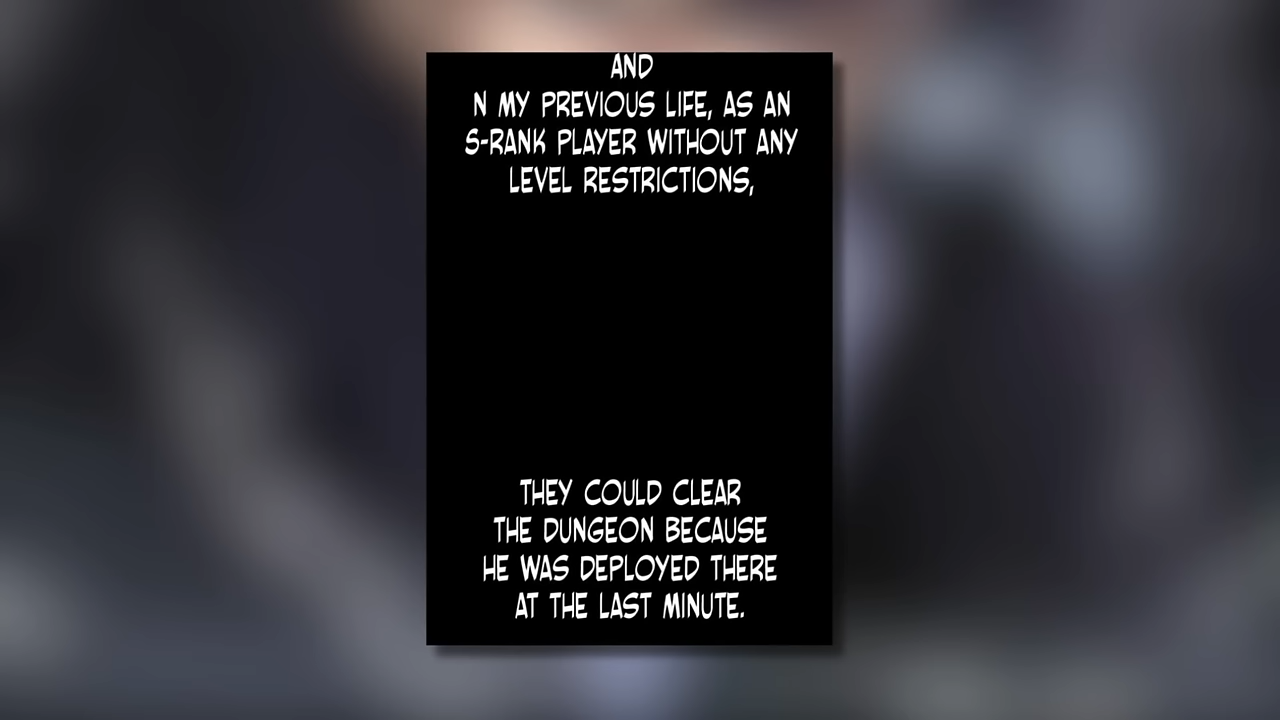 AND
N MY PREVIOUS LIFE, AS AN
S-RANK PLAYER WITHOUT ANY
LEVEL RESTRICTIONS,
THEY COULD CLEAR
THE DUNGEON BECAUSE
HE WAS DEPLOYED THERE
AT THE LAST MINUTE.